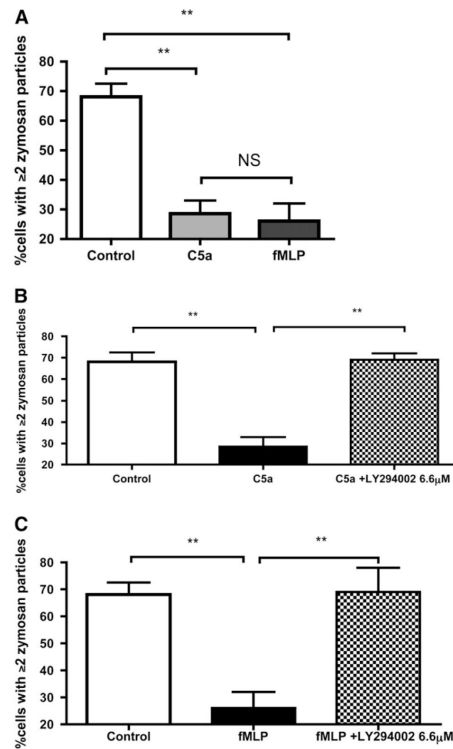 A
**
**
NS
%cells with ≥2 zymosan particles
80
70
60
50
40
30
20
Control C5a fMLP
B
** **
%cells with ≥2 zymosan particles
80
70
60
50
40
30
20
Control C5a C5a +LY294002 6.6μM
C
** **
%cells with ≥2 zymosan particles
80
70
60
50
40
30
20
Control fMLP fMLP +LY294002 6.6μM